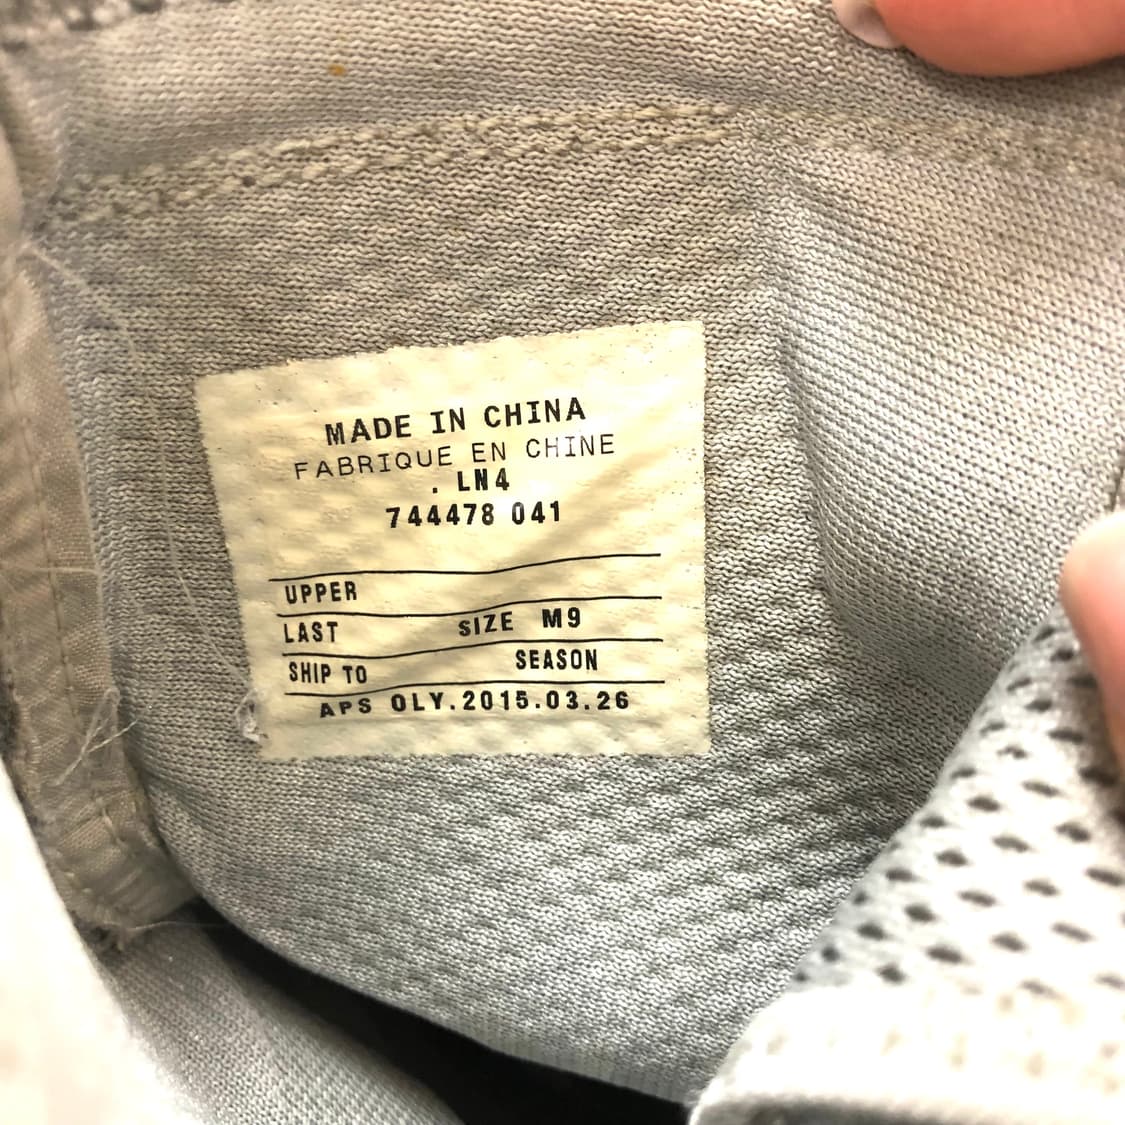 MADE IN CHINA
FABRIQUE EN CHINE
. LN4
744478 041
UPPER
LAST SIZE M9
SHIP TO SEASON
APS OLY.2015.03.26